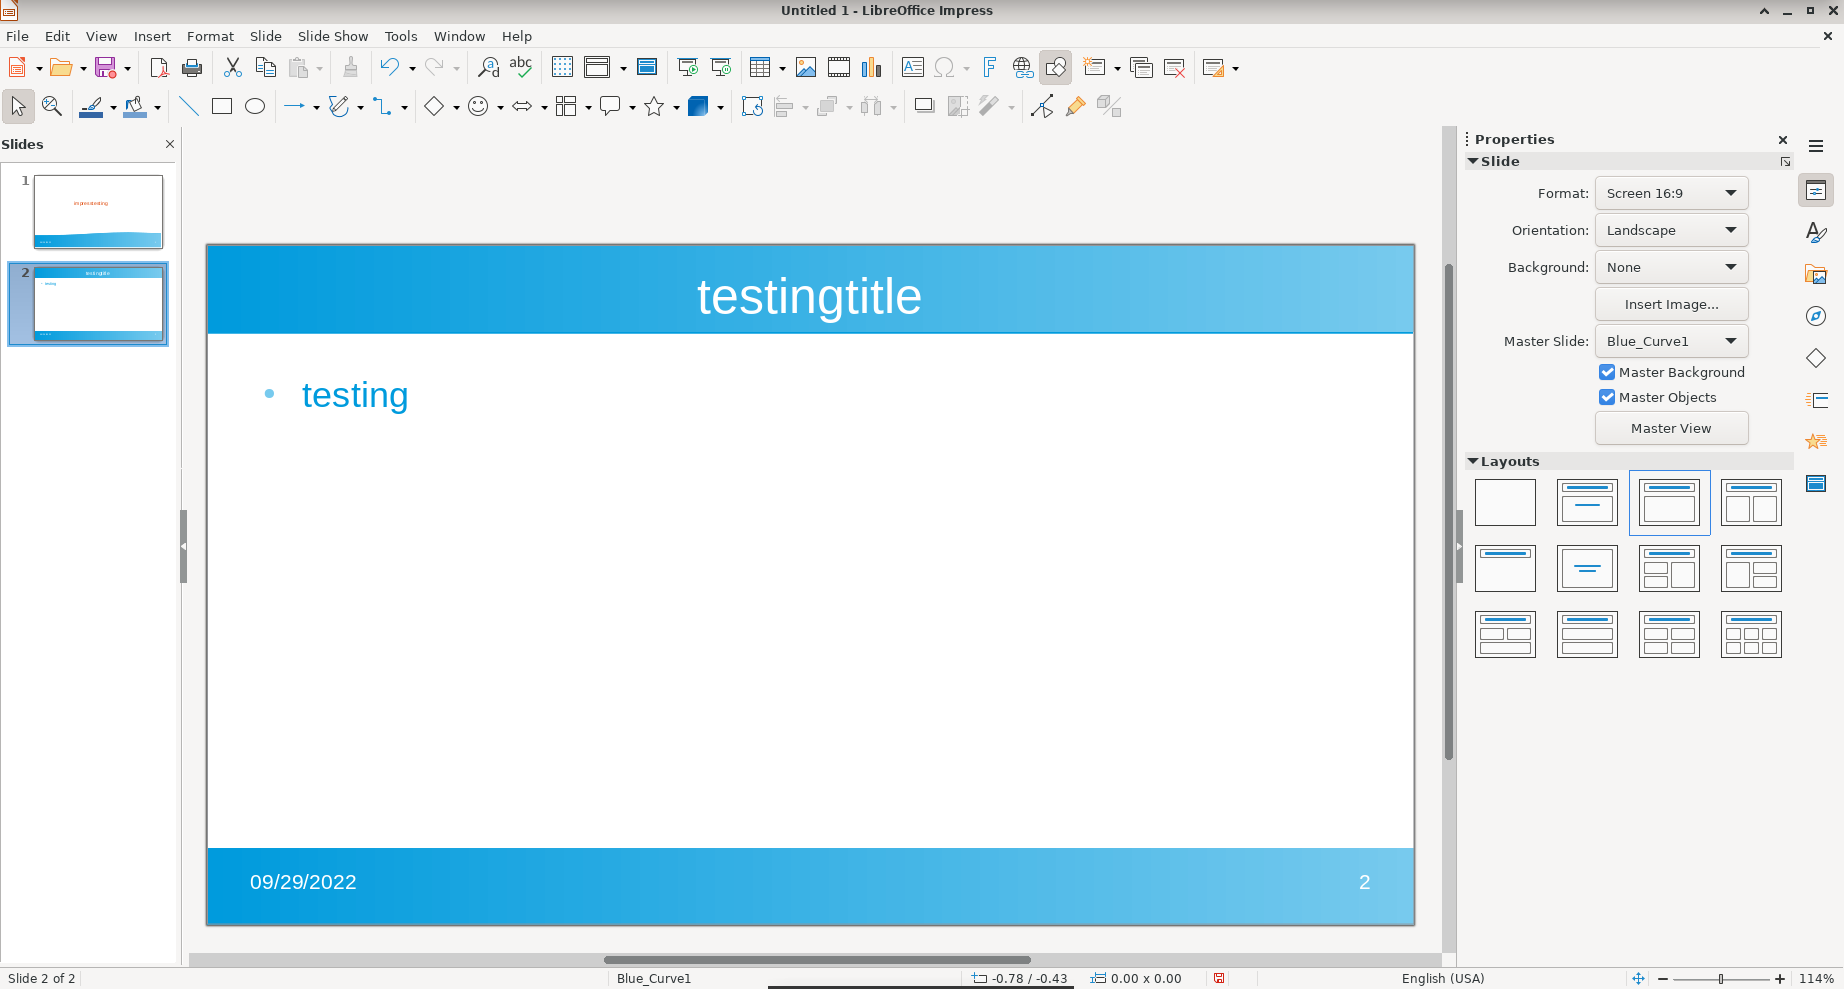 Untitled 1 - LibreOffice Impress
File Edit View Insert Format Slide Slide Show Tools Window Help
Slides
1
2
testingtitle
testing
09/29/2022
2
Properties
Slide
Format: Screen 16:9
Orientation: Landscape
Background: None
Insert Image...
Master Slide: Blue_Curve1
Master Background
Master Objects
Master View
Layouts
Slide 2 of 2
Blue_Curve1
-0.78 / -0.43
0.00 x 0.00
English (USA)
114%